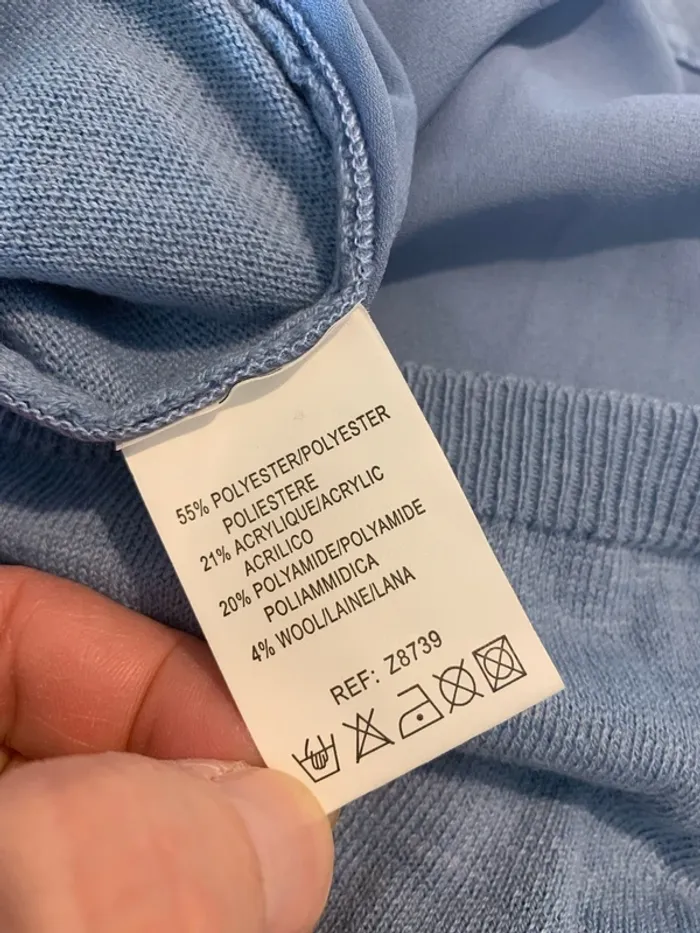 55% POLYESTER/POLYESTER
POLIESTERE
21% ACRYLIQUE/ACRYLIC
ACRILICO
20% POLYAMIDE/POLYAMIDE
POLIAMMIDICA
4% WOOL/LAINE/LANA
REF: Z8739